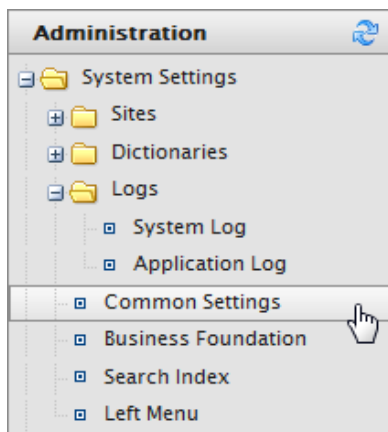 Administration
System Settings
Sites
Dictionaries
Logs
System Log
Application Log
Common Settings
Business Foundation
Search Index
Left Menu